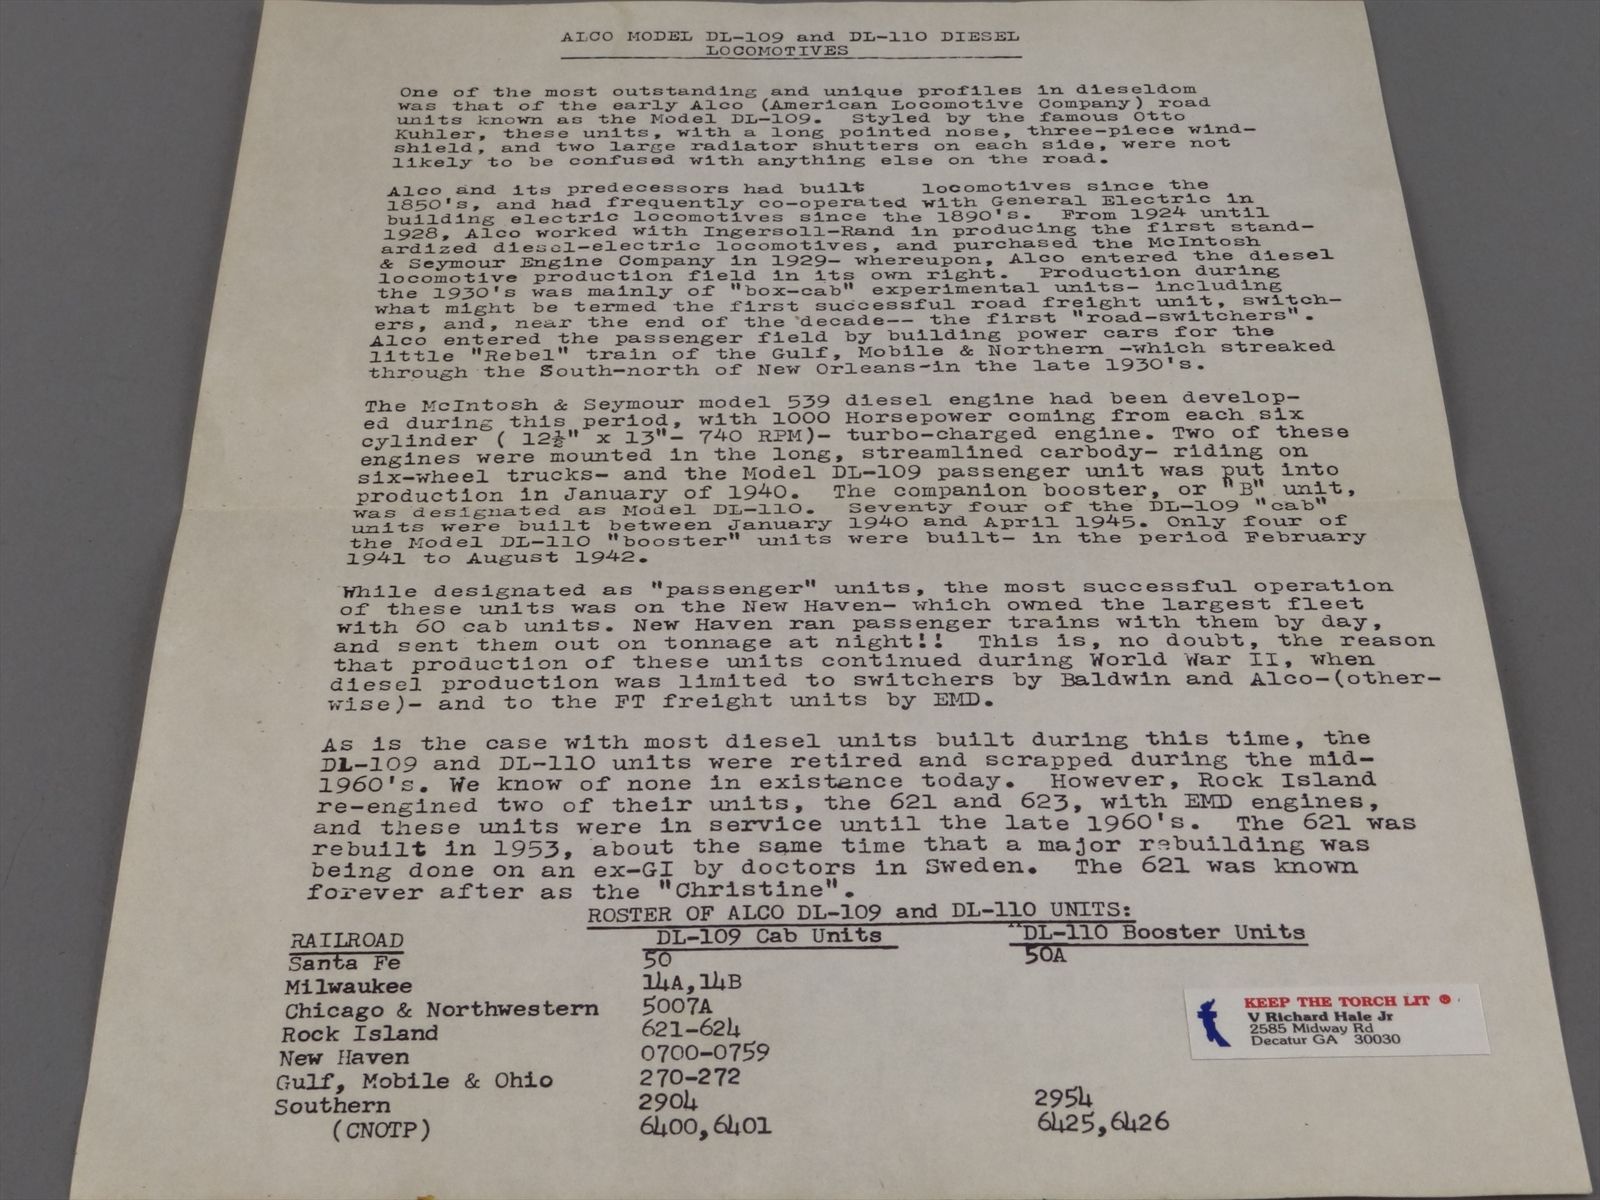 ALCO MODEL DL-109 and DL-110 DIESEL
LOCOMOTIVES
One of the most outstanding and unique profiles in dieseldom
was that of the early Alco (American Locomotive Company) road
units known as the Model DL-109.  Styled by the famous Otto
Kuhler, these units, with a long pointed nose, three-piece wind-
shield, and two large radiator shutters on each side, were not
likely to be confused with anything else on the road.
Alco and its predecessors had built    locomotives since the
1850's, and had frequently co-operated with General Electric in
building electric locomotives since the 1890's.  From 1924 until
1928, Alco worked with Ingersoll-Rand in producing the first stand-
ardized diesel-electric locomotives, and purchased the McIntosh
& Seymour Engine Company in 1929- whereupon, Alco entered the diesel
locomotive production field in its own right.  Production during
the 1930's was mainly of "box-cab" experimental units- including
what might be termed the first successful road freight unit, switch-
ers, and, near the end of the decade-- the first "road-switchers".
Alco entered the passenger field by building power cars for the
little "Rebel" train of the Gulf, Mobile & Northern -which streaked
through the South-north of New Orleans-in the late 1930's.
The McIntosh & Seymour model 539 diesel engine had been develop-
ed during this period, with 1000 Horsepower coming from each six
cylinder ( 12½" x 13"- 740 RPM)- turbo-charged engine. Two of these
engines were mounted in the long, streamlined carbody- riding on
six-wheel trucks- and the Model DL-109 passenger unit was put into
production in January of 1940.  The companion booster, or "B" unit,
was designated as Model DL-110.  Seventy four of the DL-109 "cab"
units were built between January 1940 and April 1945. Only four of
the Model DL-110 "booster" units were built- in the period February
1941 to August 1942.
While designated as "passenger" units, the most successful operation
of these units was on the New Haven- which owned the largest fleet
with 60 cab units. New Haven ran passenger trains with them by day,
and sent them out on tonnage at night!!  This is, no doubt, the reason
that production of these units continued during World War II, when
diesel production was limited to switchers by Baldwin and Alco-(other-
wise)- and to the FT freight units by EMD.
As is the case with most diesel units built during this time, the
DL-109 and DL-110 units were retired and scrapped during the mid-
1960's. We know of none in existence today.  However, Rock Island
re-engined two of their units, the 621 and 623, with EMD engines,
and these units were in service until the late 1960's.  The 621 was
rebuilt in 1953, about the same time that a major rebuilding was
being done on an ex-GI by doctors in Sweden.  The 621 was known
forever after as the "Christine".
ROSTER OF ALCO DL-109 and DL-110 UNITS:
RAILROAD DL-109 Cab Units DL-110 Booster Units
Santa Fe 50 50A
Milwaukee 14A,14B
Chicago & Northwestern 5007A
Rock Island 621-624
New Haven 0700-0759
Gulf, Mobile & Ohio 270-272
Southern 2904 2954
(CNOTP) 6400,6401 6425,6426
KEEP THE TORCH LIT ®
V Richard Hale Jr
2585 Midway Rd
Decatur GA  30030